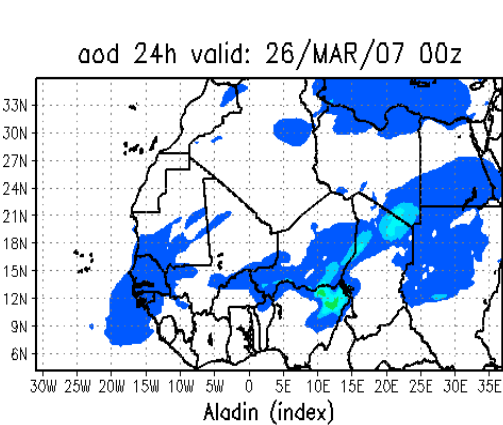 aod 24h valid: 26/MAR/07 00z
33N
30N
27N
24N
21N
18N
15N
12N
9N
6N
30W 25W 20W 15W 10W 5W 0 5E 10E 15E 20E 25E 30E 35E
Aladin (index)